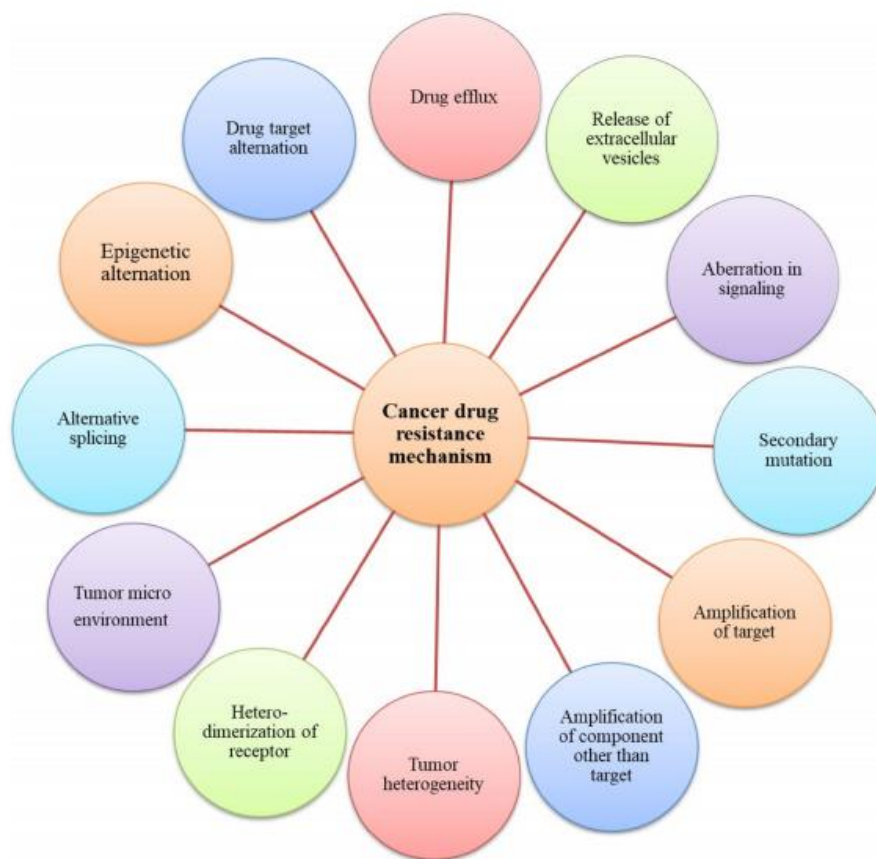 Drug efflux
Release of
extracellular
vesicles
Aberration in
signaling
Secondary
mutation
Amplification
of target
Amplification
of component
other than
target
Tumor
heterogeneity
Hetero-
dimerization of
receptor
Tumor micro
environment
Alternative
splicing
Epigenetic
alternation
Drug target
alternation
Cancer drug
resistance
mechanism